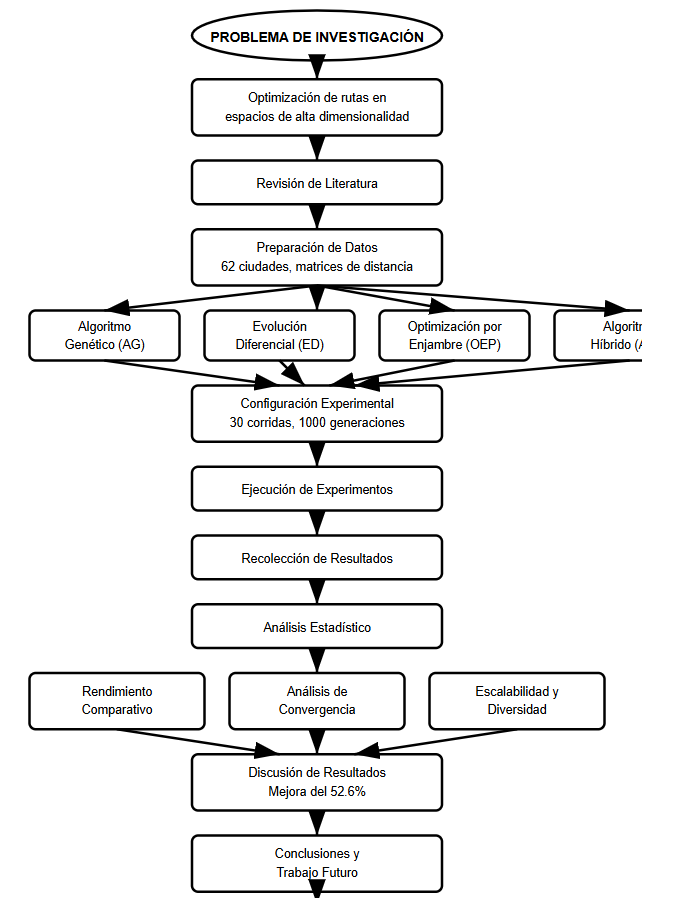 PROBLEMA DE INVESTIGACIÓN
Optimización de rutas en
espacios de alta dimensionalidad
Revisión de Literatura
Preparación de Datos
62 ciudades, matrices de distancia
Algoritmo
Genético (AG)
Evolución
Diferencial (ED)
Optimización por
Enjambre (OEP)
Híbrido
Configuración Experimental
30 corridas, 1000 generaciones
Ejecución de Experimentos
Recolección de Resultados
Análisis Estadístico
Rendimiento
Comparativo
Análisis de
Convergencia
Escalabilidad y
Diversidad
Discusión de Resultados
Mejora del 52.6%
Conclusiones y
Trabajo Futuro